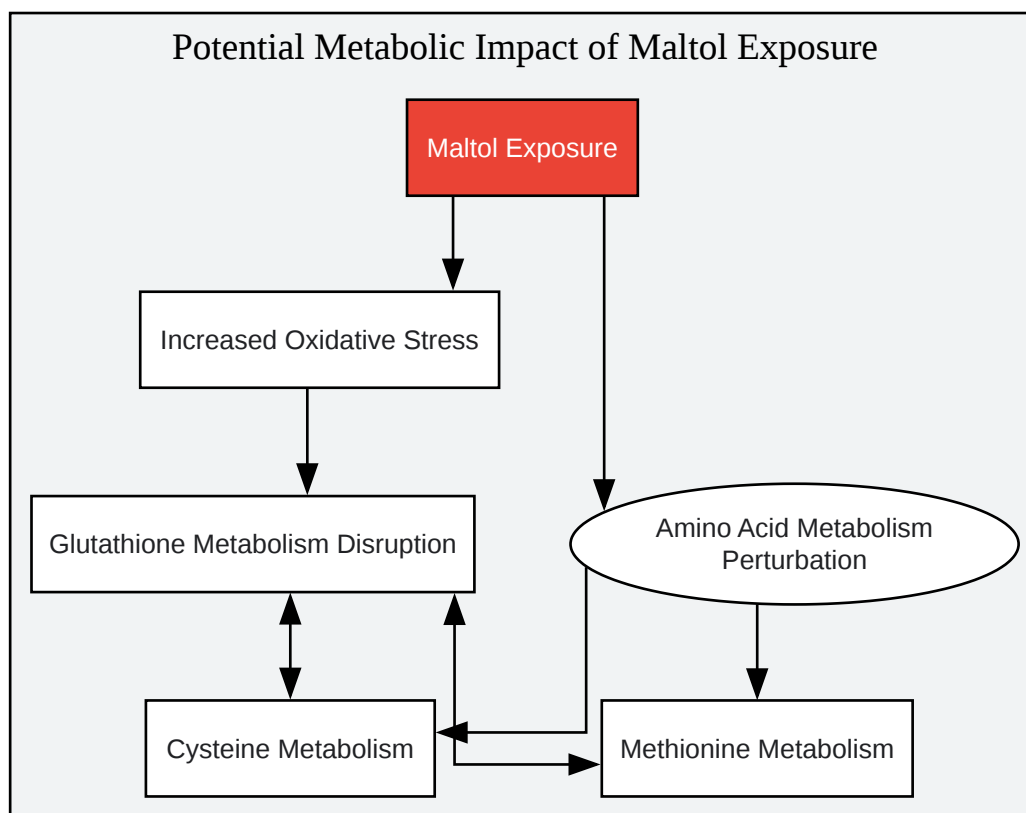 Potential Metabolic Impact of Maltol Exposure
Maltol Exposure
Increased Oxidative Stress
Glutathione Metabolism Disruption
Amino Acid Metabolism
Perturbation
Cysteine Metabolism
Methionine Metabolism